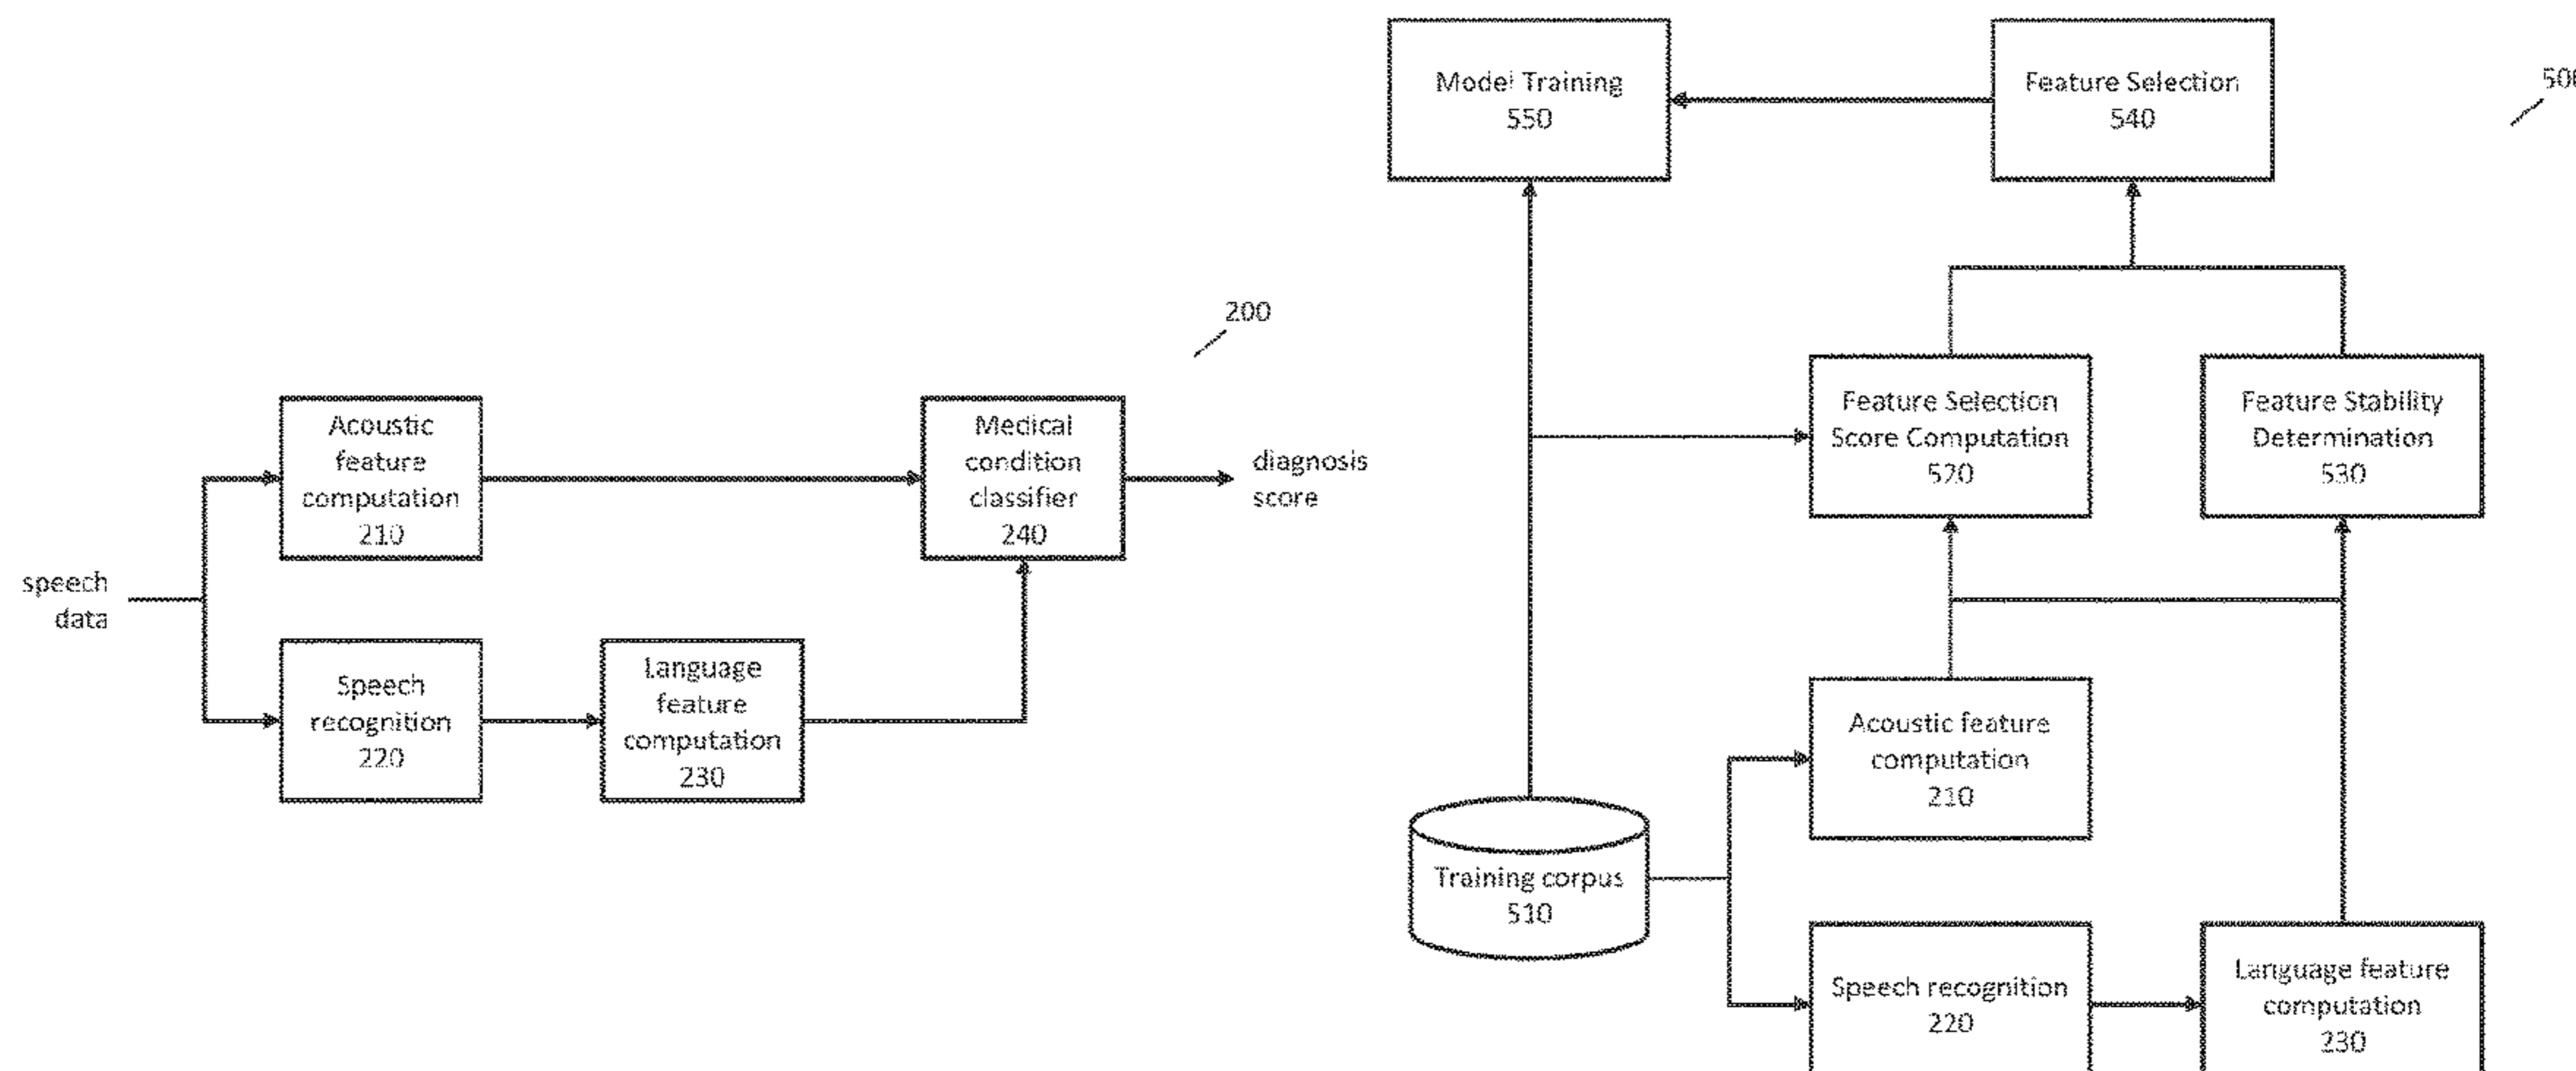 200
Acoustic
feature
computation
210
Medical
condition
classifier
240
diagnosis
score
speech
data
Speech
recognition
220
Language
feature
computation
230
Model Training
550
Feature Selection
540
Feature Selection
Score Computation
520
Feature Stability
Determination
530
Acoustic feature
computation
210
Training corpus
510
Speech recognition
220
Language feature
computation
230